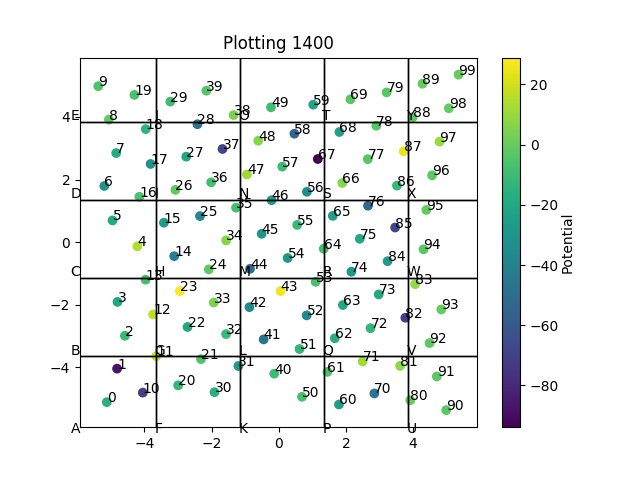 Plotting 1400
9 19 29 39 49 59 69 79 89 99
8 18 28 38 48 58 68 78 88 98
7 17 27 37 47 57 67 77 87 97
6 16 26 36 46 56 66 76 86 96
5 15 25 35 45 55 65 75 85 95
4 14 24 34 44 54 64 74 84 94
3 13 23 33 43 53 63 73 83 93
2 12 22 32 42 52 62 72 82 92
1 11 21 31 41 51 61 71 81 91
0 10 20 30 40 50 60 70 80 90
E J O T Y
D I N S X
C H M R W
B G L Q V
A F K P U
4
2
0
−2
−4
−4 −2 0 2 4
20
0
−20
−40
−60
−80
Potential